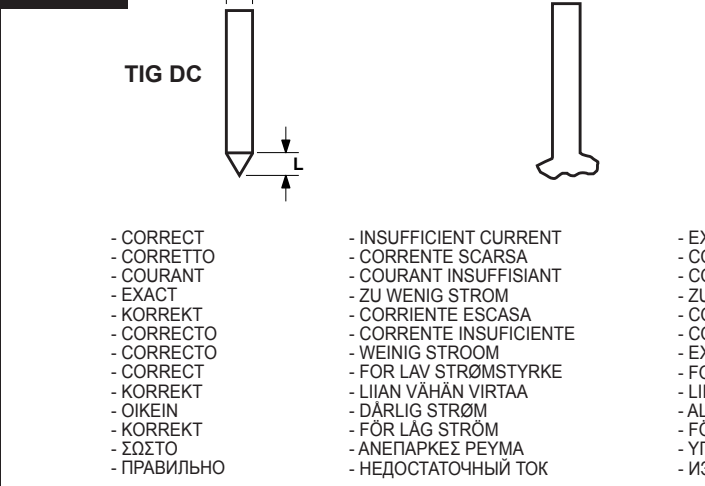 TIG DC
L
- CORRECT
- CORRETTO
- COURANT
- EXACT
- KORREKT
- CORRECTO
- CORRECTO
- CORRECT
- KORREKT
- OIKEIN
- KORREKT
- ΣΩΣΤΟ
- ПРАВИЛЬНО
- INSUFFICIENT CURRENT
- CORRENTE SCARSA
- COURANT INSUFFISIANT
- ZU WENIG STROM
- CORRIENTE ESCASA
- CORRENTE INSUFICIENTE
- WEINIG STROOM
- FOR LAV STRØMSTYRKE
- LIIAN VÄHÄN VIRTAA
- DÅRLIG STRØM
- FÖR LÅG STRÖM
- ΑΝΕΠΑΡΚΕΣ ΡΕΥΜΑ
- НЕДОСТАТОЧНЫЙ ТОК